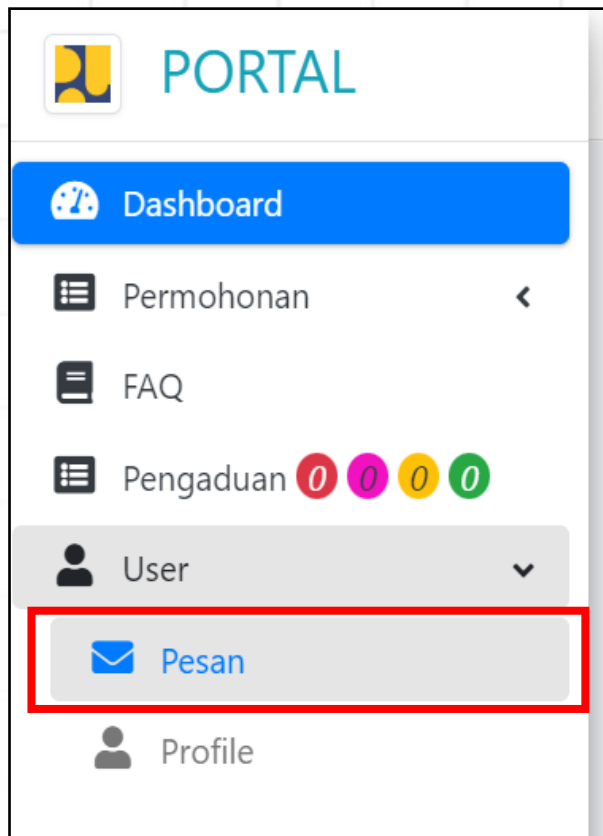 PORTAL
Dashboard
Permohonan
FAQ
Pengaduan 0 0 0 0
User
Pesan
Profile